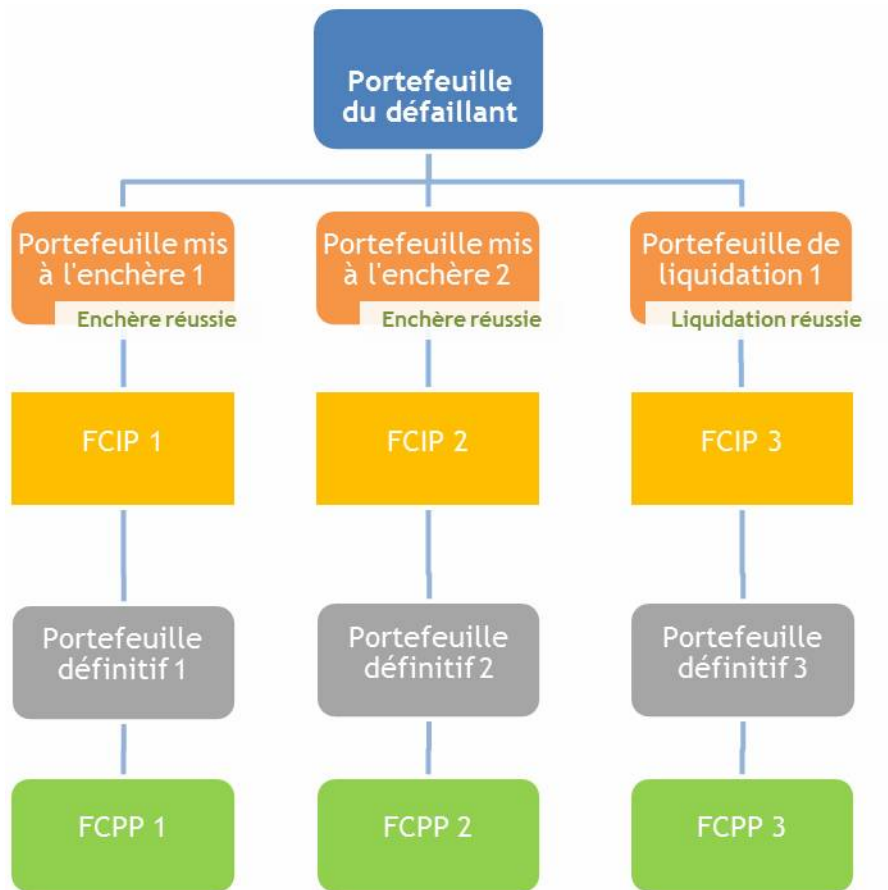 Portefeuille
du défaillant
Portefeuille mis
à l'enchère 1
Enchère réussie
Portefeuille mis
à l'enchère 2
Enchère réussie
Portefeuille de
liquidation 1
Liquidation réussie
FCIP 1
FCIP 2
FCIP 3
Portefeuille
définitif 1
Portefeuille
définitif 2
Portefeuille
définitif 3
FCPP 1
FCPP 2
FCPP 3